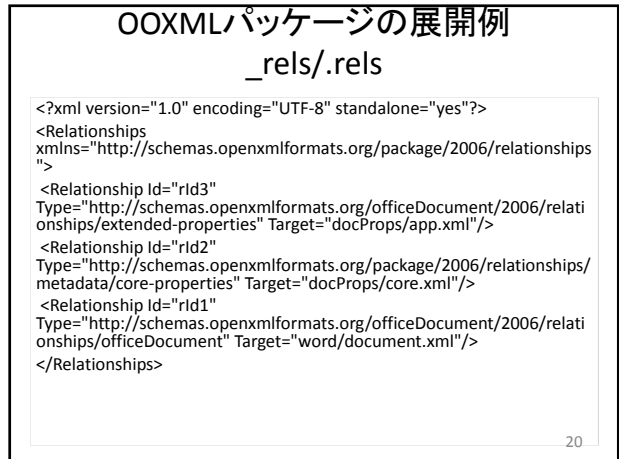 OOXMLパッケージの展開例
_rels/.rels
<?xml version="1.0" encoding="UTF-8" standalone="yes"?>
<Relationships
xmlns="http://schemas.openxmlformats.org/package/2006/relationships
">
<Relationship Id="rId3"
Type="http://schemas.openxmlformats.org/officeDocument/2006/relati
onships/extended-properties" Target="docProps/app.xml"/>
<Relationship Id="rId2"
Type="http://schemas.openxmlformats.org/package/2006/relationships/
metadata/core-properties" Target="docProps/core.xml"/>
<Relationship Id="rId1"
Type="http://schemas.openxmlformats.org/officeDocument/2006/relati
onships/officeDocument" Target="word/document.xml"/>
</Relationships>
20